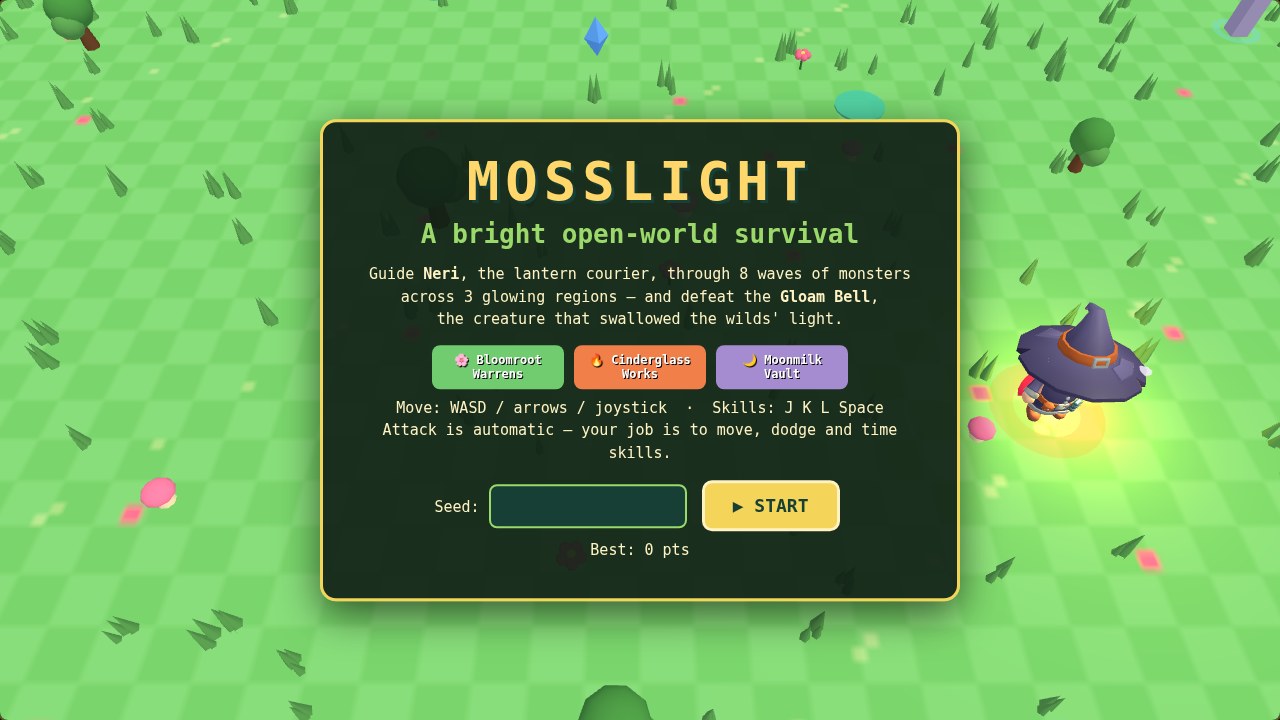 MOSSLIGHT
A bright open-world survival
Guide Neri, the lantern courier, through 8 waves of monsters
across 3 glowing regions — and defeat the Gloam Bell,
the creature that swallowed the wilds' light.
🌸 Bloomroot Warrens
🔥 Cinderglass Works
🌙 Moonmilk Vault
Move: WASD / arrows / joystick · Skills: J K L Space
Attack is automatic — your job is to move, dodge and time
skills.
Seed:
▶ START
Best: 0 pts